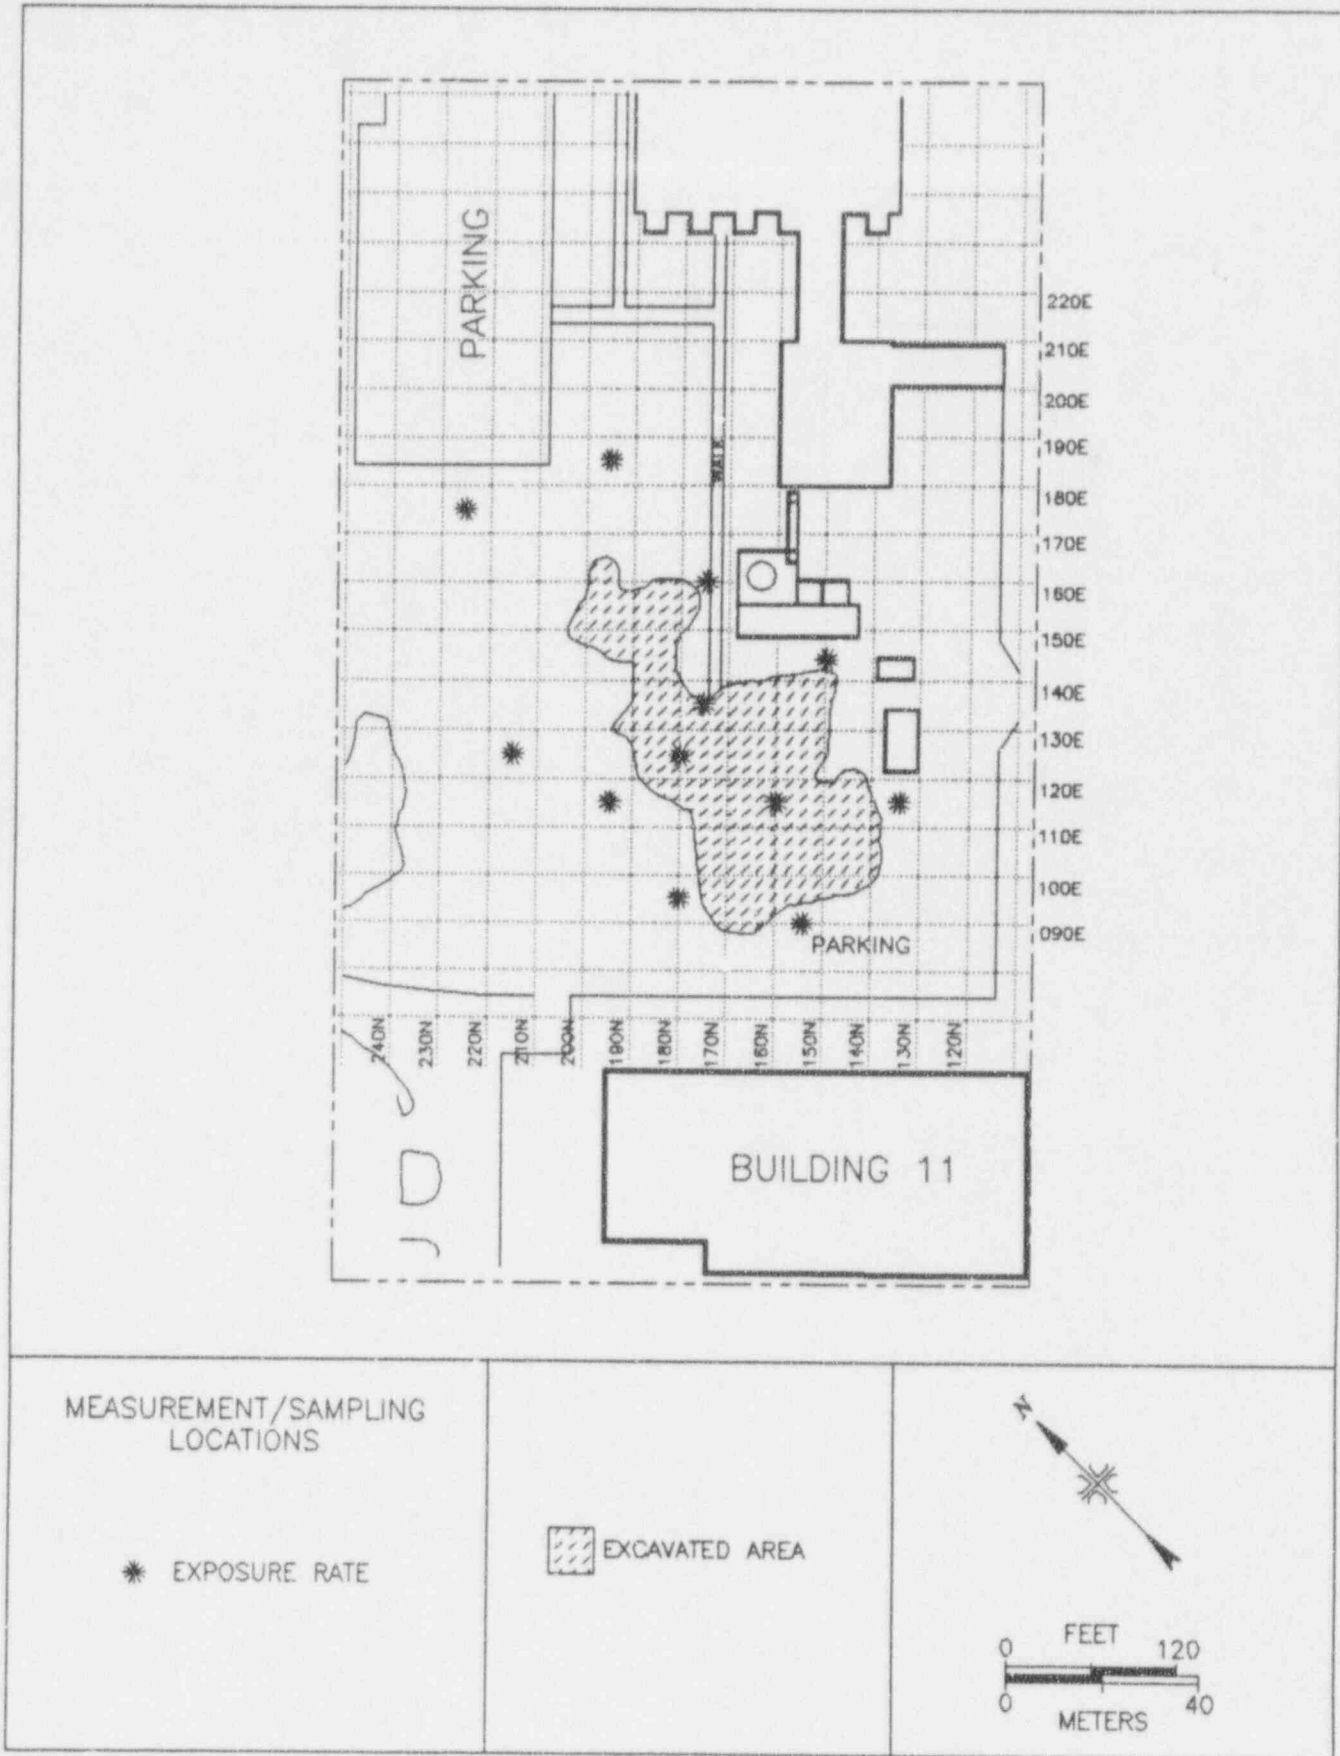 PARKING
220E
210E
200E
190E
WALK
180E
170E
160E
150E
140E
130E
120E
110E
100E
090E
PARKING
240N
230N
220N
210N
200N
190N
180N
170N
160N
150N
140N
130N
120N
BUILDING 11
MEASUREMENT/SAMPLING
LOCATIONS
EXPOSURE RATE
EXCAVATED AREA
N
FEET
0 120
0 40
METERS